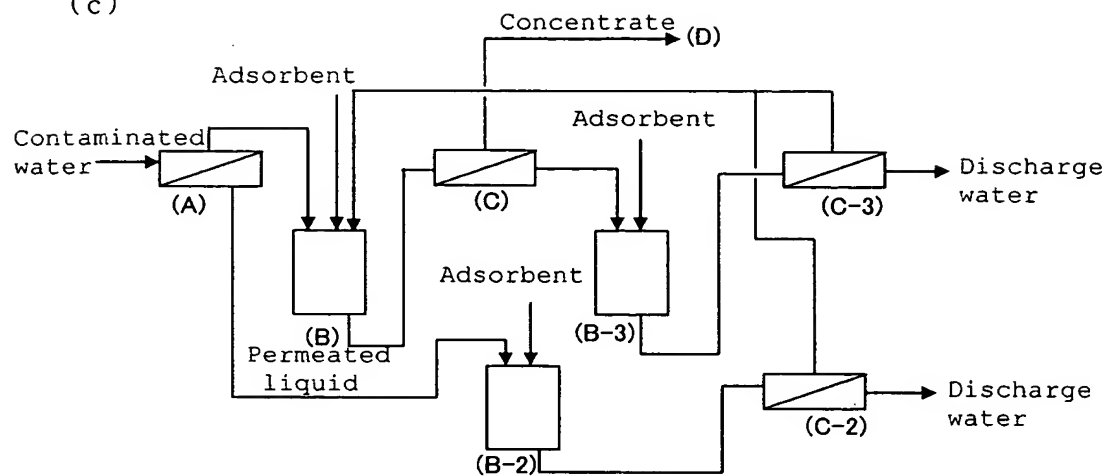 (c)
Concentrate
(D)
Adsorbent
Adsorbent
Contaminated
water
Discharge
water
(A)
(C)
(C-3)
Adsorbent
(B)
(B-3)
Permeated
liquid
Discharge
water
(C-2)
(B-2)